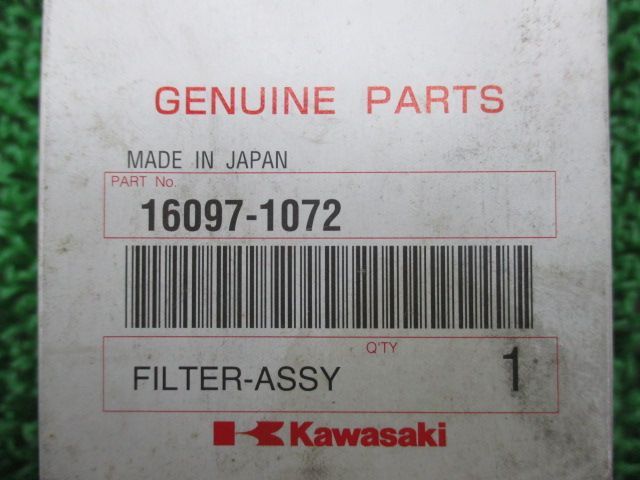 GENUINE PARTS
MADE IN JAPAN
PART No.
16097-1072
Q'TY
FILTER-ASSY 1
Kawasaki